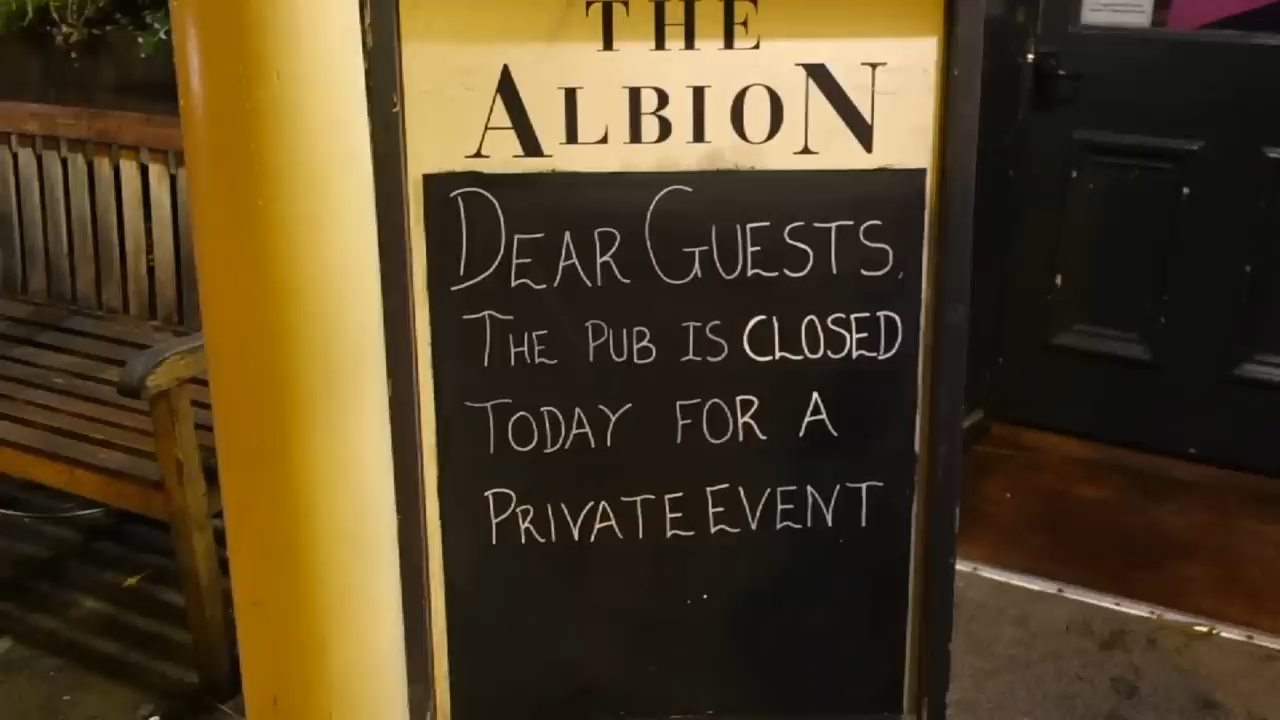 THE
ALBION
DEAR GUESTS,
THE PUB IS CLOSED
TODAY FOR A
PRIVATE EVENT